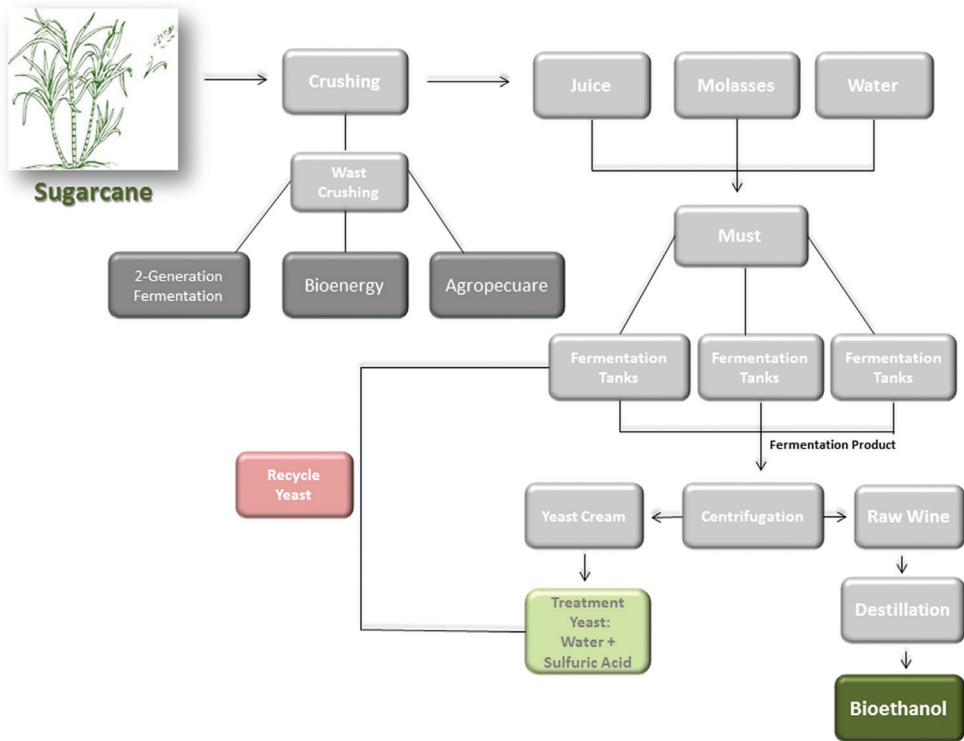 Crushing
Juice
Molasses
Water
Sugarcane
Wast
Crushing
2-Generation
Fermentation
Bioenergy
Agropecuare
Must
Fermentation
Tanks
Fermentation
Tanks
Fermentation
Tanks
Fermentation Product
Recycle
Yeast
Yeast Cream
Centrifugation
Raw Wine
Treatment
Yeast:
Water +
Sulfuric Acid
Destillation
Bioethanol